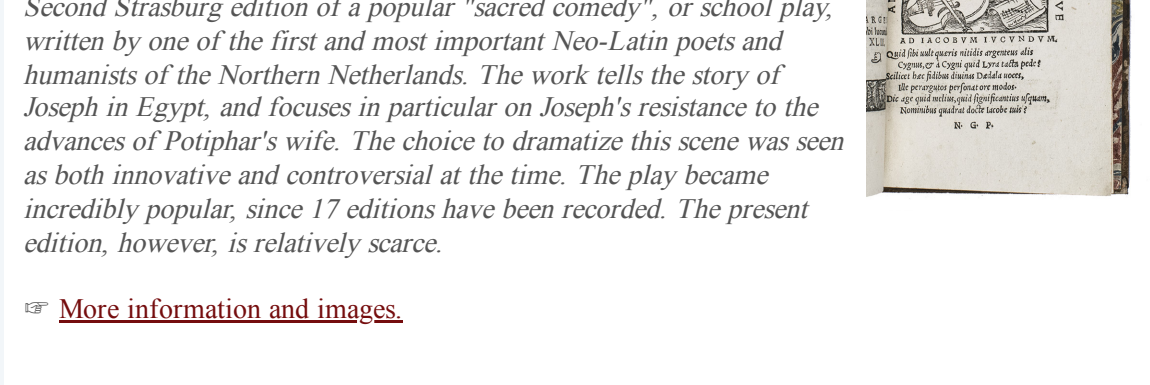 Second Strasburg edition of a popular "sacred comedy", or school play,
written by one of the first and most important Neo-Latin poets and
humanists of the Northern Netherlands. The work tells the story of
Joseph in Egypt, and focuses in particular on Joseph's resistance to the
advances of Potiphar's wife. The choice to dramatize this scene was seen
as both innovative and controversial at the time. The play became
incredibly popular, since 17 editions have been recorded. The present
edition, however, is relatively scarce.
☞ More information and images.
AD IACOBVM IVCVNDVM.
Quid sibi uult quæris nitidis argenteus alis
Cygnus, & à Cygni quid Lyra tacta pede?
Scilicet hæc fidibus diuinas Dædala uoces,
Ille perargutos personat ore modos.
Dic age quid melius, quid significantius usquam,
Nominibus quadrat docte Iacobe tuis?
N. G. P.